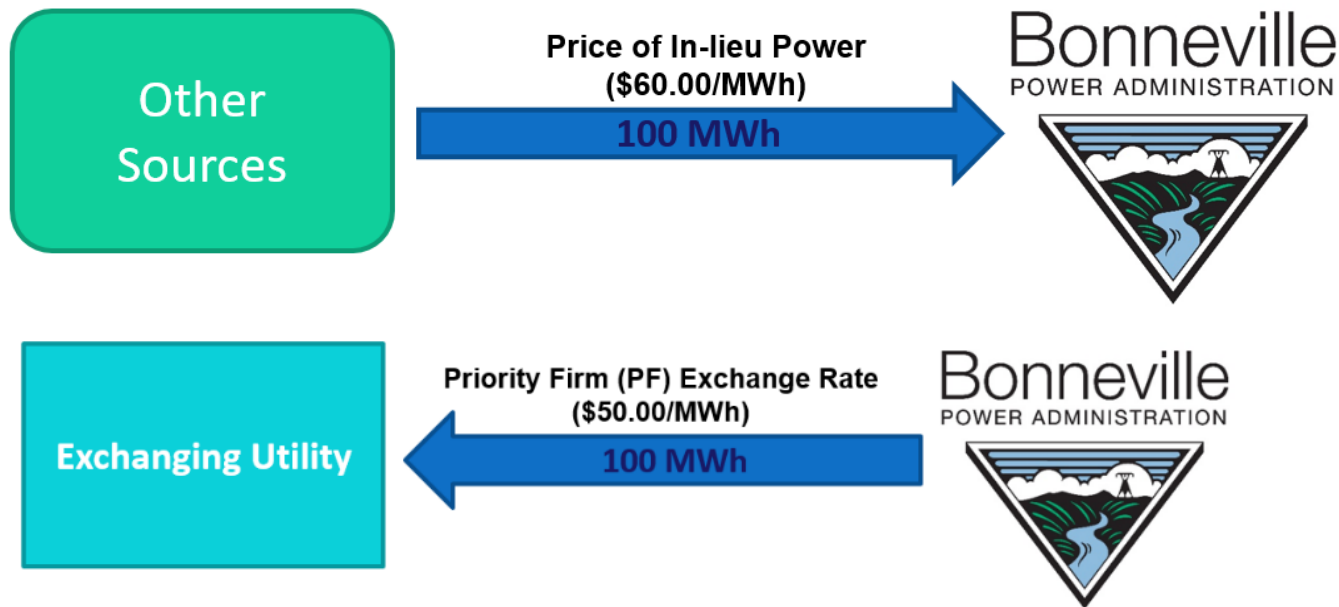 Other
Sources
Price of In-lieu Power
($60.00/MWh)
100 MWh
Bonneville
POWER ADMINISTRATION
Exchanging Utility
Priority Firm (PF) Exchange Rate
($50.00/MWh)
100 MWh
Bonneville
POWER ADMINISTRATION